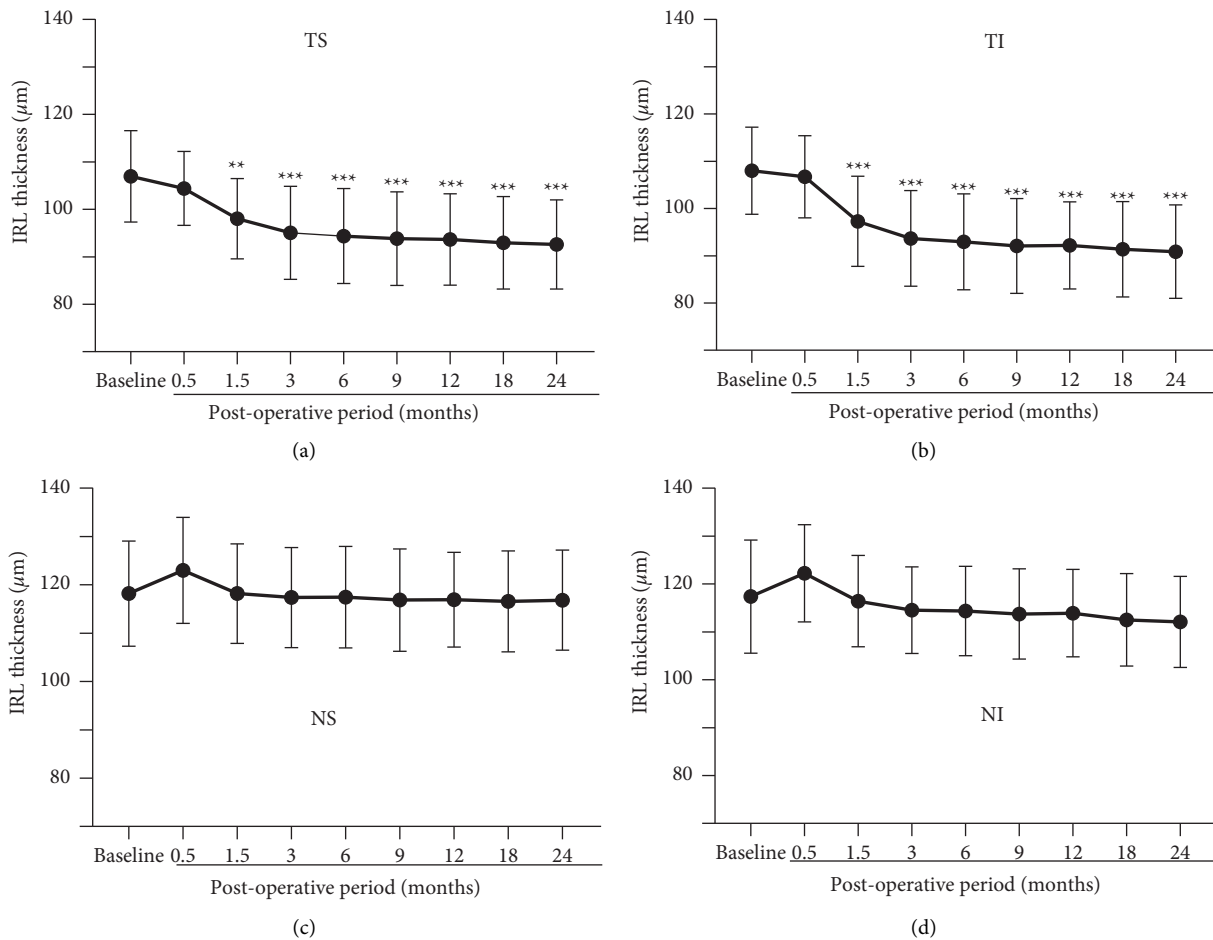 TS
IRL thickness (μm)
140
120
100
80
** *** *** *** *** *** ***
Baseline 0.5 1.5 3 6 9 12 18 24
Post-operative period (months)
(a)
TI
IRL thickness (μm)
140
120
100
80
*** *** *** *** *** *** ***
Baseline 0.5 1.5 3 6 9 12 18 24
Post-operative period (months)
(b)
IRL thickness (μm)
140
120
100
80
NS
Baseline 0.5 1.5 3 6 9 12 18 24
Post-operative period (months)
(c)
IRL thickness (μm)
140
120
100
80
NI
Baseline 0.5 1.5 3 6 9 12 18 24
Post-operative period (months)
(d)